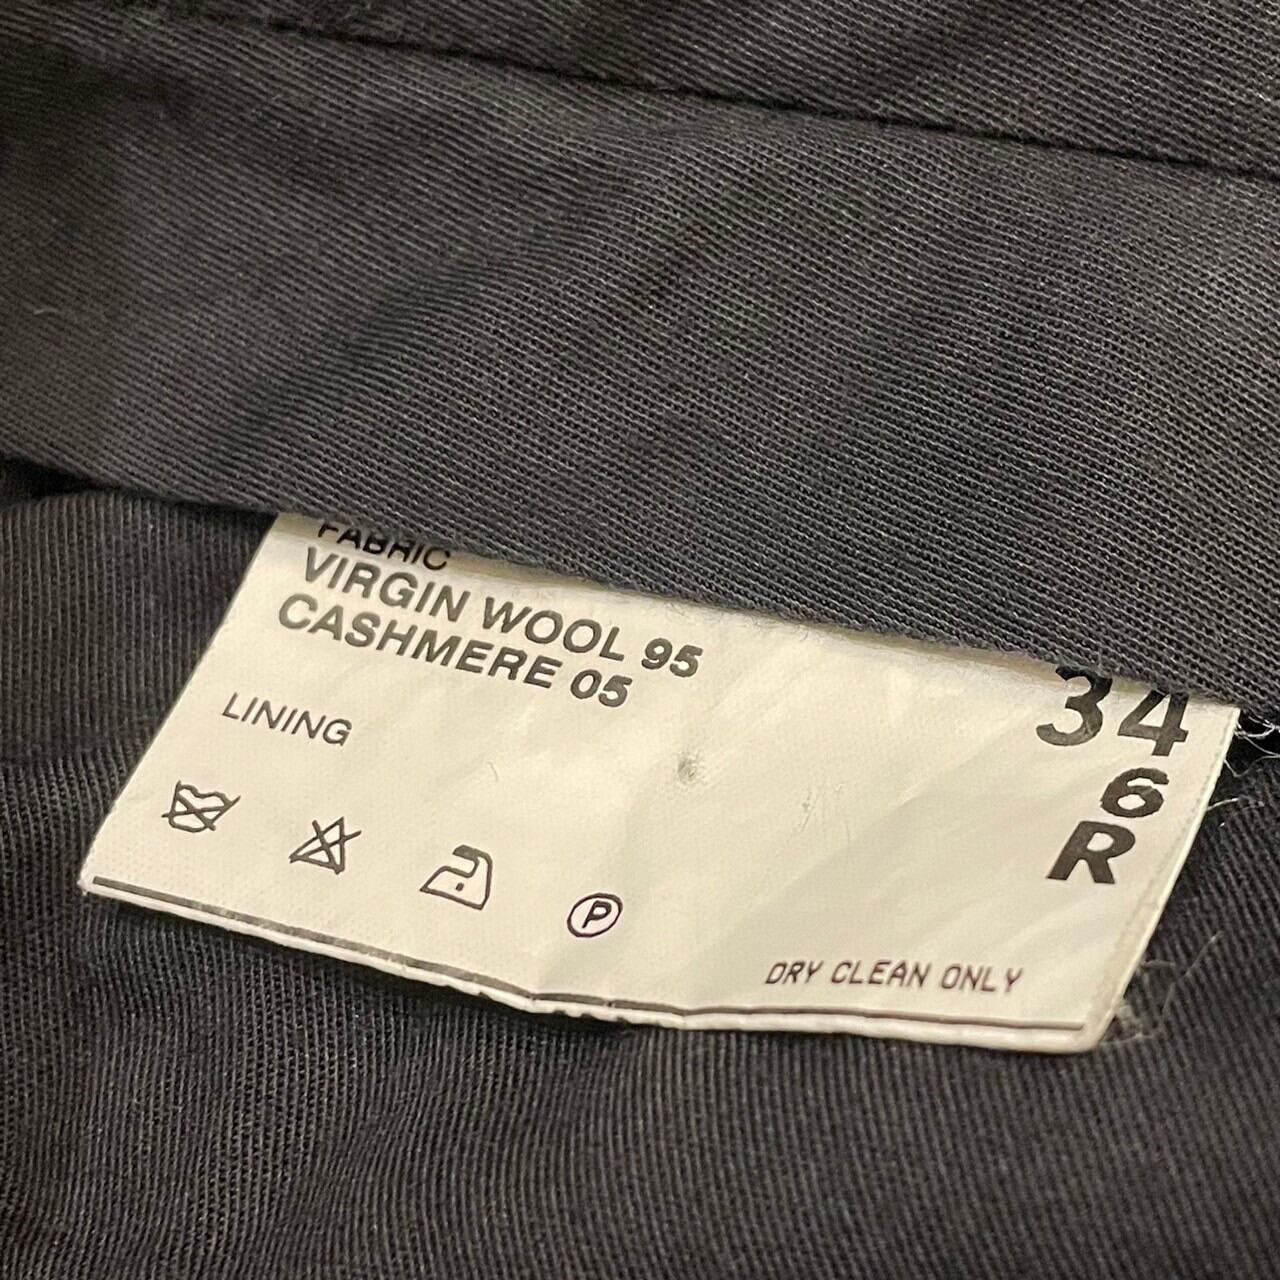 FABRIC
VIRGIN WOOL 95
CASHMERE 05
LINING
34
6
R
P
DRY CLEAN ONLY